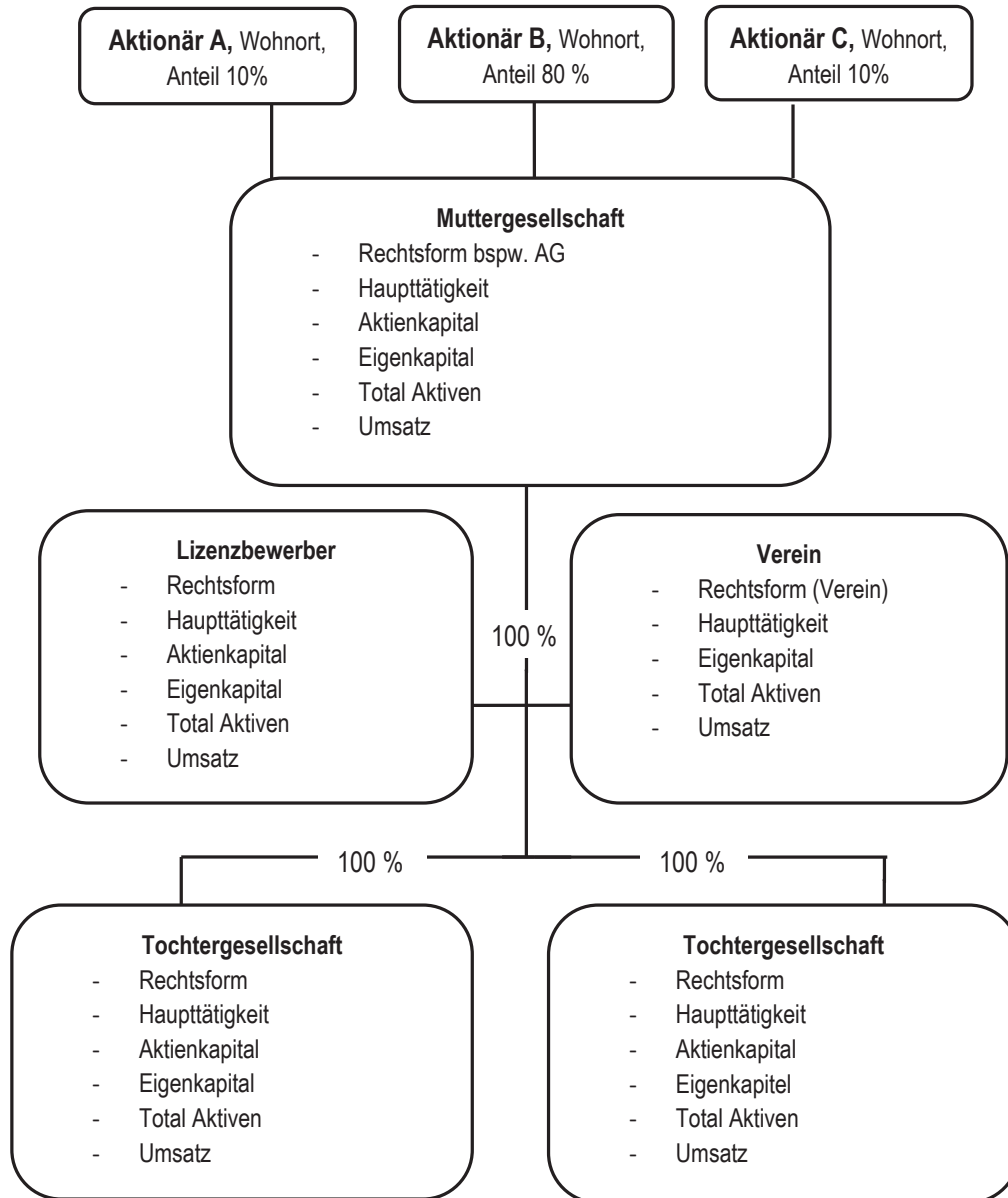 Aktionär A, Wohnort,
Anteil 10%
Aktionär B, Wohnort,
Anteil 80 %
Aktionär C, Wohnort,
Anteil 10%
Muttergesellschaft
- Rechtsform bspw. AG
- Haupttätigkeit
- Aktienkapital
- Eigenkapital
- Total Aktiven
- Umsatz
Lizenzbewerber
- Rechtsform
- Haupttätigkeit
- Aktienkapital
- Eigenkapital
- Total Aktiven
- Umsatz
100 %
Verein
- Rechtsform (Verein)
- Haupttätigkeit
- Eigenkapital
- Total Aktiven
- Umsatz
100 %
100 %
Tochtergesellschaft
- Rechtsform
- Haupttätigkeit
- Aktienkapital
- Eigenkapital
- Total Aktiven
- Umsatz
Tochtergesellschaft
- Rechtsform
- Haupttätigkeit
- Aktienkapital
- Eigenkapitel
- Total Aktiven
- Umsatz